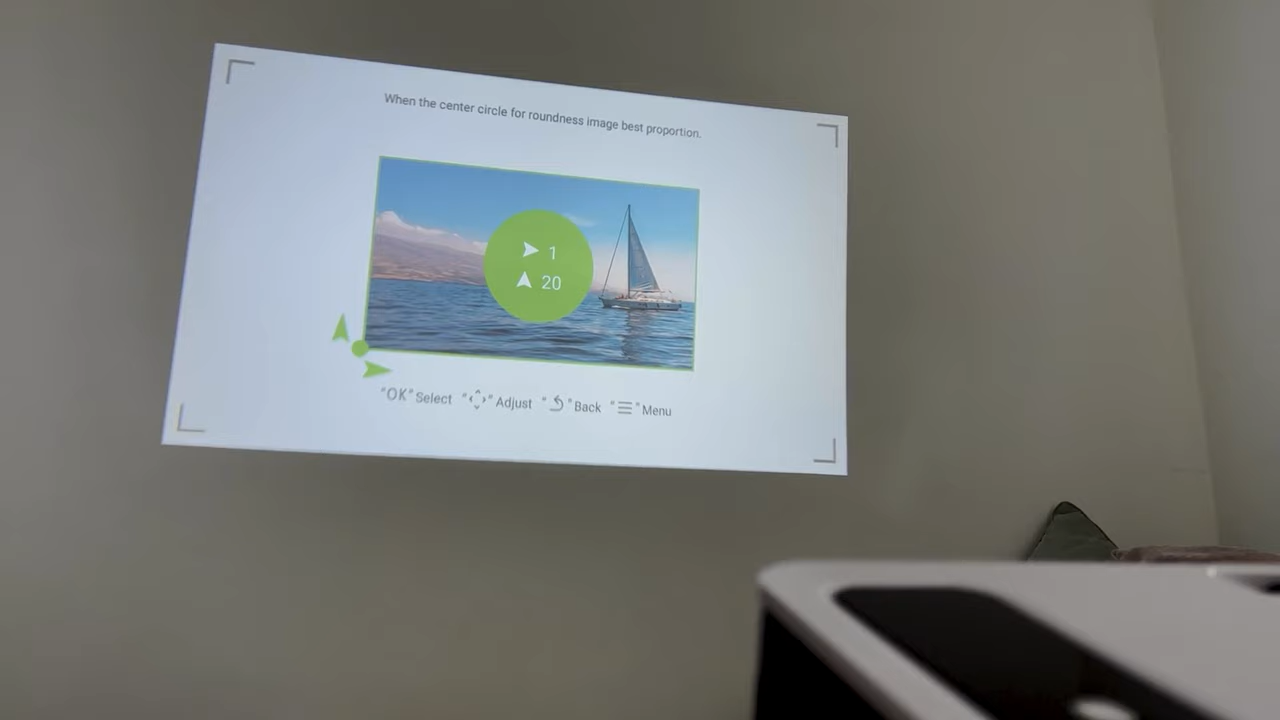 When the center circle for roundness image best proportion.
1
20
"OK" Select "" Adjust "" Back "☰" Menu